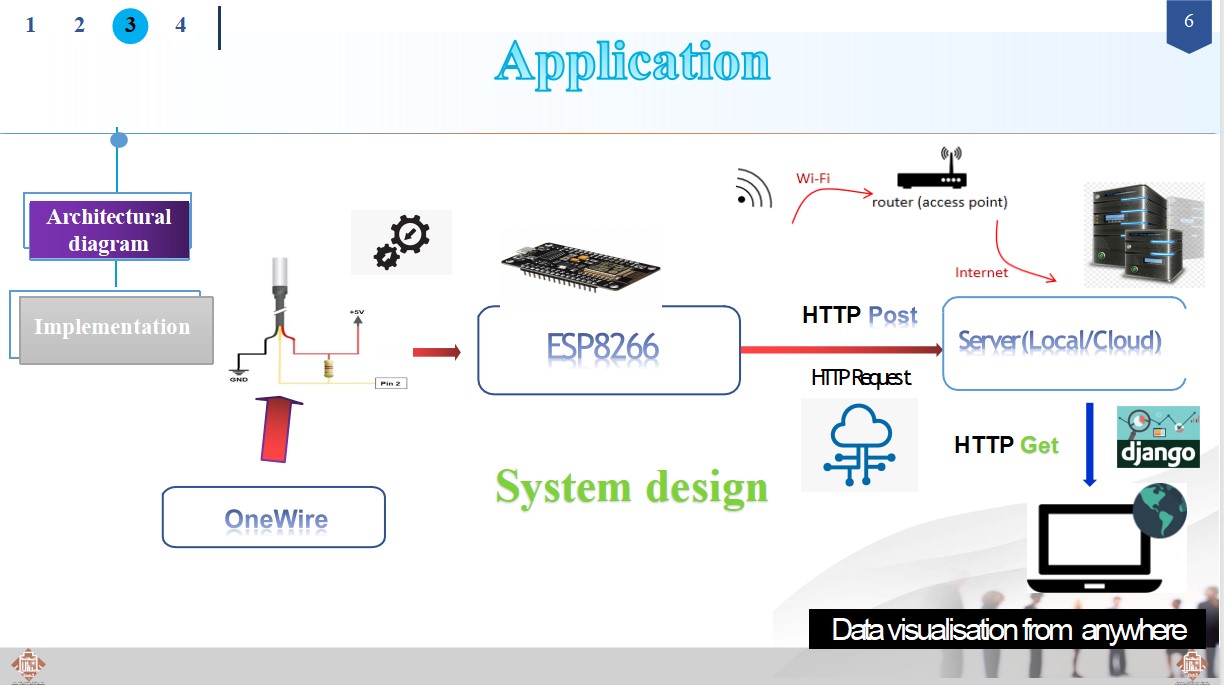 1 2 3 4
6
Application
Architectural
diagram
Implementation
Wi-Fi
router (access point)
Internet
+5V
GND
Pin 2
ESP8266
HTTP Post
HTTP Request
Server(Local/Cloud)
HTTP Get
django
System design
OneWire
Data visualisation from anywhere